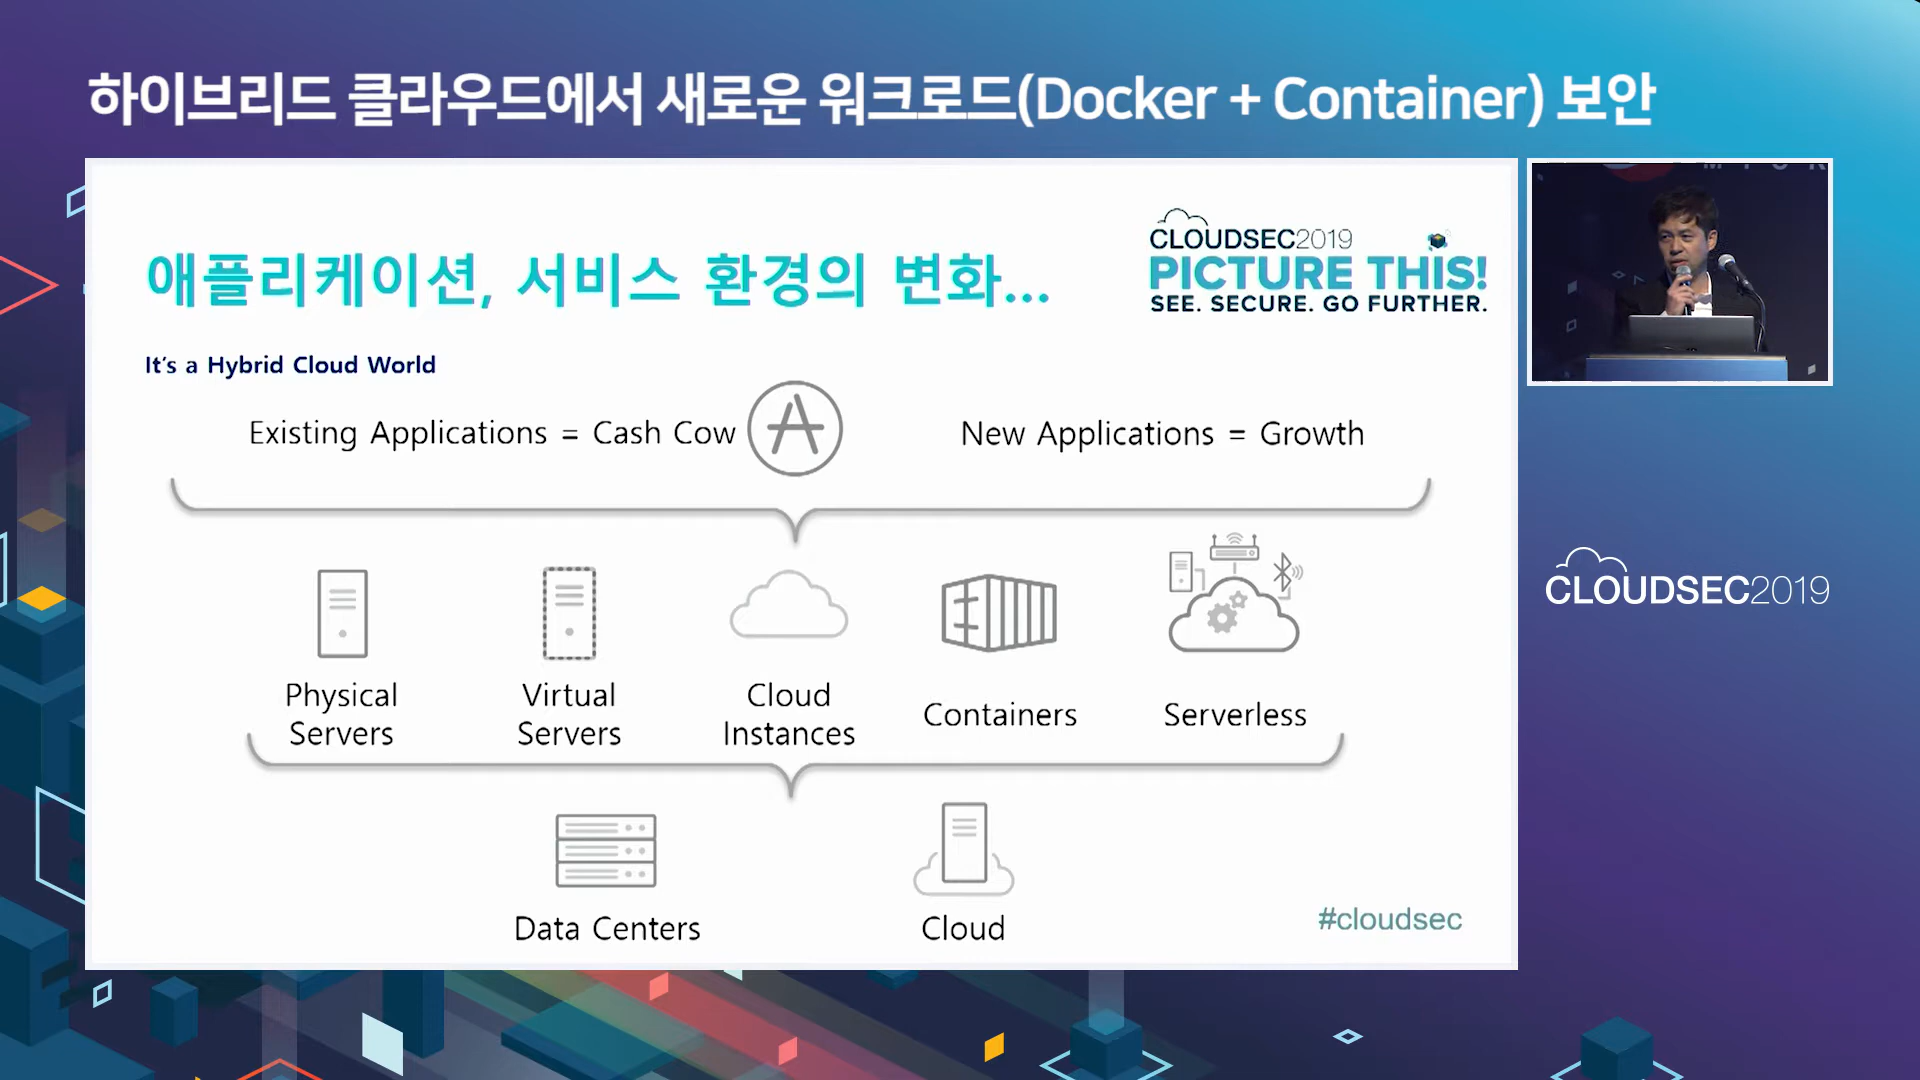 하이브리드 클라우드에서 새로운 워크로드(Docker + Container) 보안
애플리케이션, 서비스 환경의 변화...
CLOUDSEC2019
PICTURE THIS!
SEE. SECURE. GO FURTHER.
It's a Hybrid Cloud World
Existing Applications = Cash Cow
New Applications = Growth
Physical
Servers
Virtual
Servers
Cloud
Instances
Containers
Serverless
Data Centers
Cloud
#cloudsec
CLOUDSEC2019